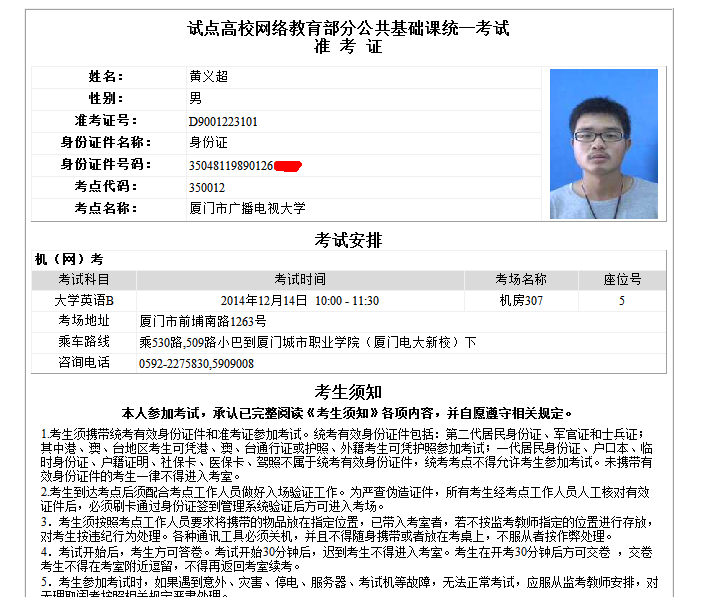 试点高校网络教育部分公共基础课统一考试
准 考 证
姓名： 黄义超
性别： 男
准考证号： D9001223101
身份证件名称： 身份证
身份证件号码： 35048119890126
考点代码： 350012
考点名称： 厦门市广播电视大学
考试安排
机（网）考
考试科目 考试时间 考场名称 座位号
大学英语B 2014年12月14日 10:00 - 11:30 机房307 5
考场地址 厦门市前埔南路1263号
乘车路线 乘530路,509路小巴到厦门城市职业学院（厦门电大新校）下
咨询电话 0592-2275830,5909008
考生须知
本人参加考试，承认已完整阅读《考生须知》各项内容，并自愿遵守相关规定。
1.考生须携带统考有效身份证件和准考证参加考试。统考有效身份证件包括：第二代居民身份证、军官证和士兵证；
其中港、澳、台地区考生可凭港、澳、台通行证或护照、外籍考生可凭护照参加考试；一代居民身份证、户口本、临
时身份证、户籍证明、社保卡、医保卡、驾照不属于统考有效身份证件，统考考点不得允许考生参加考试。未携带有
效身份证件的考生一律不得进入考室。
2.考生到达考点后须配合考点工作人员做好入场验证工作。为严查伪造证件，所有考生经考点工作人员人工核对有效
证件后，必须刷卡通过身份证签到管理系统验证后方可进入考场。
3．考生须按照考点工作人员要求将携带的物品放在指定位置，已带入考室者，若不按监考教师指定的位置进行存放，
对考生按违纪行为处理。各种通讯工具必须关机，并且不得随身携带或者放在考桌上，不服从者按作弊处理。
4．考试开始后，考生方可答卷。考试开始30分钟后，迟到考生不得进入考室。考生在开考30分钟后方可交卷 ，交卷
考生不得在考室附近逗留，不得再返回考室续考。
5．考生参加考试时，如果遇到意外、灾害、停电、服务器、考试机等故障，无法正常考试，应服从监考教师安排，对
无理取闹者按照相关规定严肃处理。